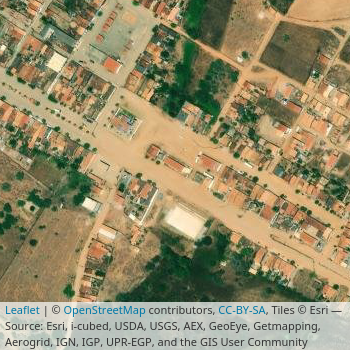 Leaflet | © OpenStreetMap contributors, CC-BY-SA, Tiles © Esri —
Source: Esri, i-cubed, USDA, USGS, AEX, GeoEye, Getmapping,
Aerogrid, IGN, IGP, UPR-EGP, and the GIS User Community